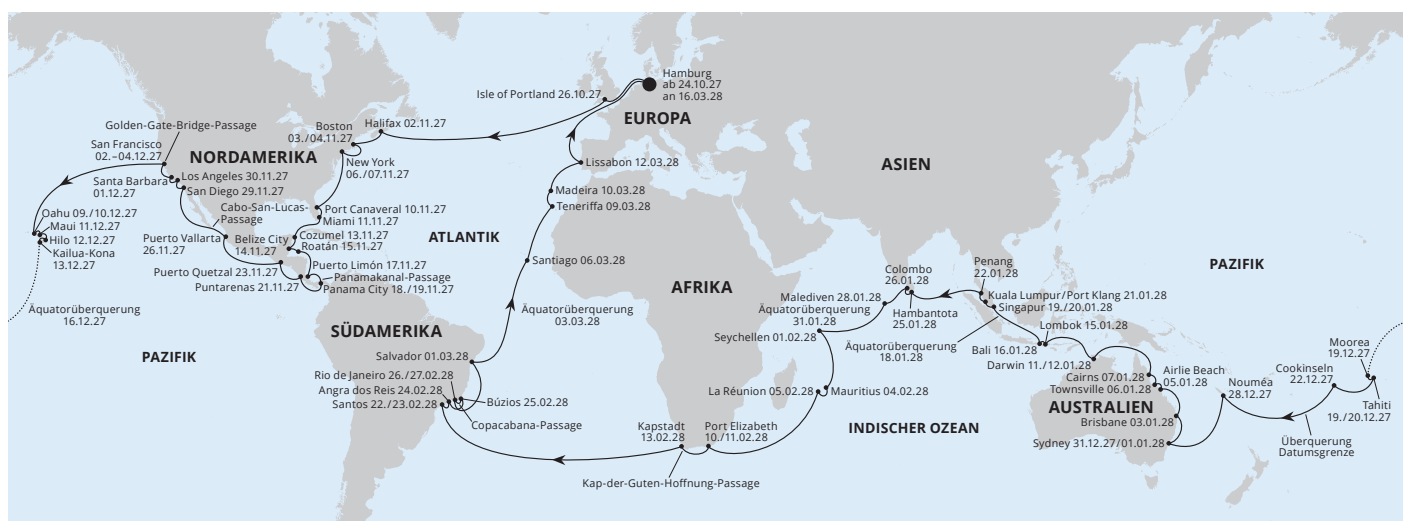 Hamburg
ab 24.10.27
an 16.03.28
Isle of Portland 26.10.27
EUROPA
Halifax 02.11.27
Boston
03./04.11.27
New York
06./07.11.27
Golden-Gate-Bridge-Passage
San Francisco
02.–04.12.27
NORDAMERIKA
Los Angeles 30.11.27
Santa Barbara
01.12.27
San Diego 29.11.27
Cabo-San-Lucas-
Passage
Port Canaveral 10.11.27
Miami 11.11.27
Oahu 09./10.12.27
Maui 11.12.27
Hilo 12.12.27
Kailua-Kona
13.12.27
Puerto Vallarta
26.11.27
Belize City
14.11.27
Cozumel 13.11.27
Roatán 15.11.27
ATLANTIK
Puerto Quetzal 23.11.27
Puntarenas 21.11.27
Puerto Limón 17.11.27
Panamakanal-Passage
Panama City 18./19.11.27
Äquatorüberquerung
16.12.27
PAZIFIK
SÜDAMERIKA
Lissabon 12.03.28
Madeira 10.03.28
Teneriffa 09.03.28
Santiago 06.03.28
Äquatorüberquerung
03.03.28
Salvador 01.03.28
Rio de Janeiro 26./27.02.28
Angra dos Reis 24.02.28
Santos 22./23.02.28
Búzios 25.02.28
Copacabana-Passage
AFRIKA
ASIEN
PAZIFIK
Colombo
26.01.28
Penang
22.01.28
Malediven 28.01.28
Äquatorüberquerung
31.01.28
Seychellen 01.02.28
Hambantota
25.01.28
Kuala Lumpur/Port Klang 21.01.28
Singapur 19./20.01.28
Äquatorüberquerung
18.01.28
Lombok 15.01.28
Bali 16.01.28
Darwin 11./12.01.28
Cairns 07.01.28
Townsville 06.01.28
Airlie Beach
05.01.28
AUSTRALIEN
Brisbane 03.01.28
Sydney 31.12.27/01.01.28
Nouméa
28.12.27
Cookinseln
22.12.27
Moorea
19.12.27
Tahiti
19./20.12.27
Überquerung
Datumsgrenze
La Réunion 05.02.28
Mauritius 04.02.28
INDISCHER OZEAN
Kapstadt
13.02.28
Port Elizabeth
10./11.02.28
Kap-der-Guten-Hoffnung-Passage